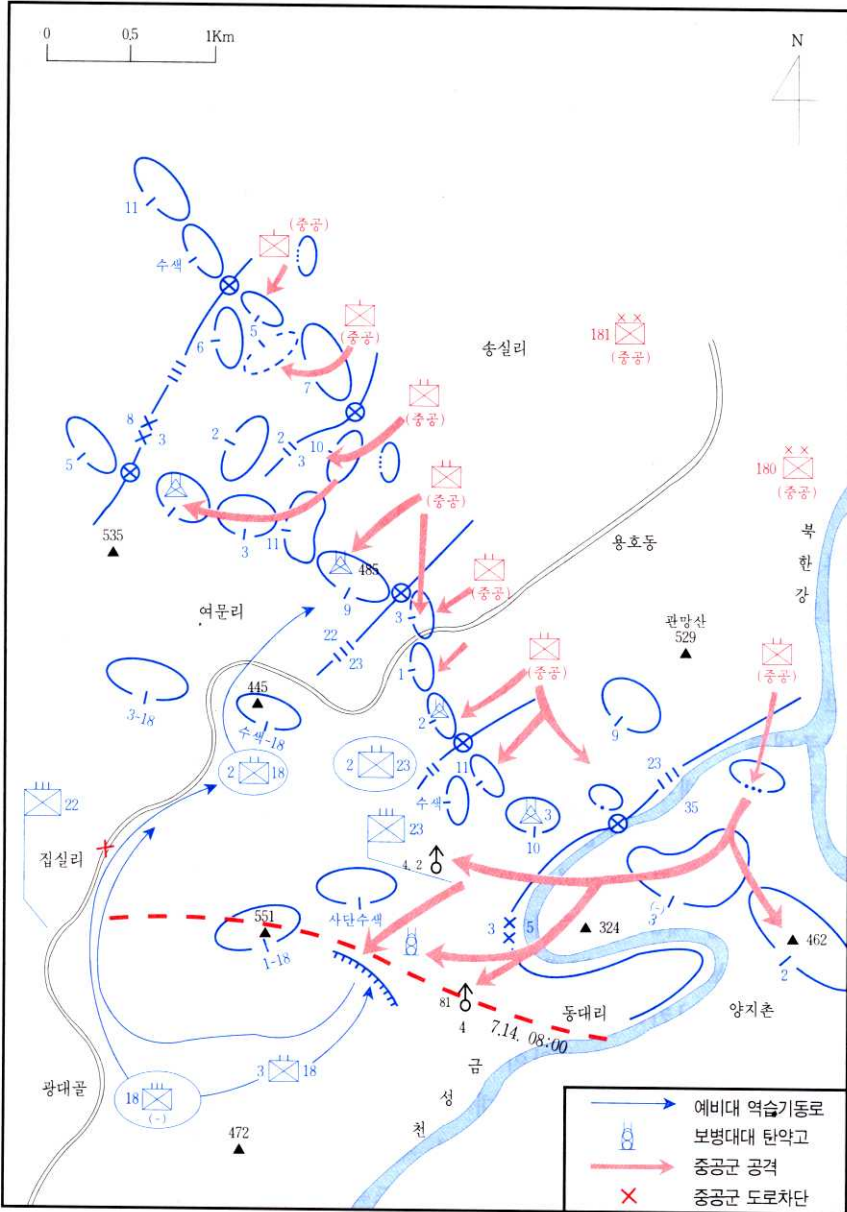 0 0.5 1Km
N
11
수색
(중공)
5
(중공)
6
7
송실리
181
(중공)
(중공)
8
3
5
2
2
3
10
(중공)
180
(중공)
535
3
11
485
9
용호동
북한강
(중공)
여문리
22
23
3
관망산
529
1
(중공)
(중공)
445
3-18
수색-18
2
9
2 18
2 23
11
23
35
22
수색
3
10
23
집실리
4.2
(-)
3
사단수색
3
5
324
462
551
1-18
2
81
4
동대리
양지촌
7.14. 08:00
금성천
광대골
18
(-)
3 18
472
예비대 역습기동로
보병대대 탄약고
중공군 공격
중공군 도로차단